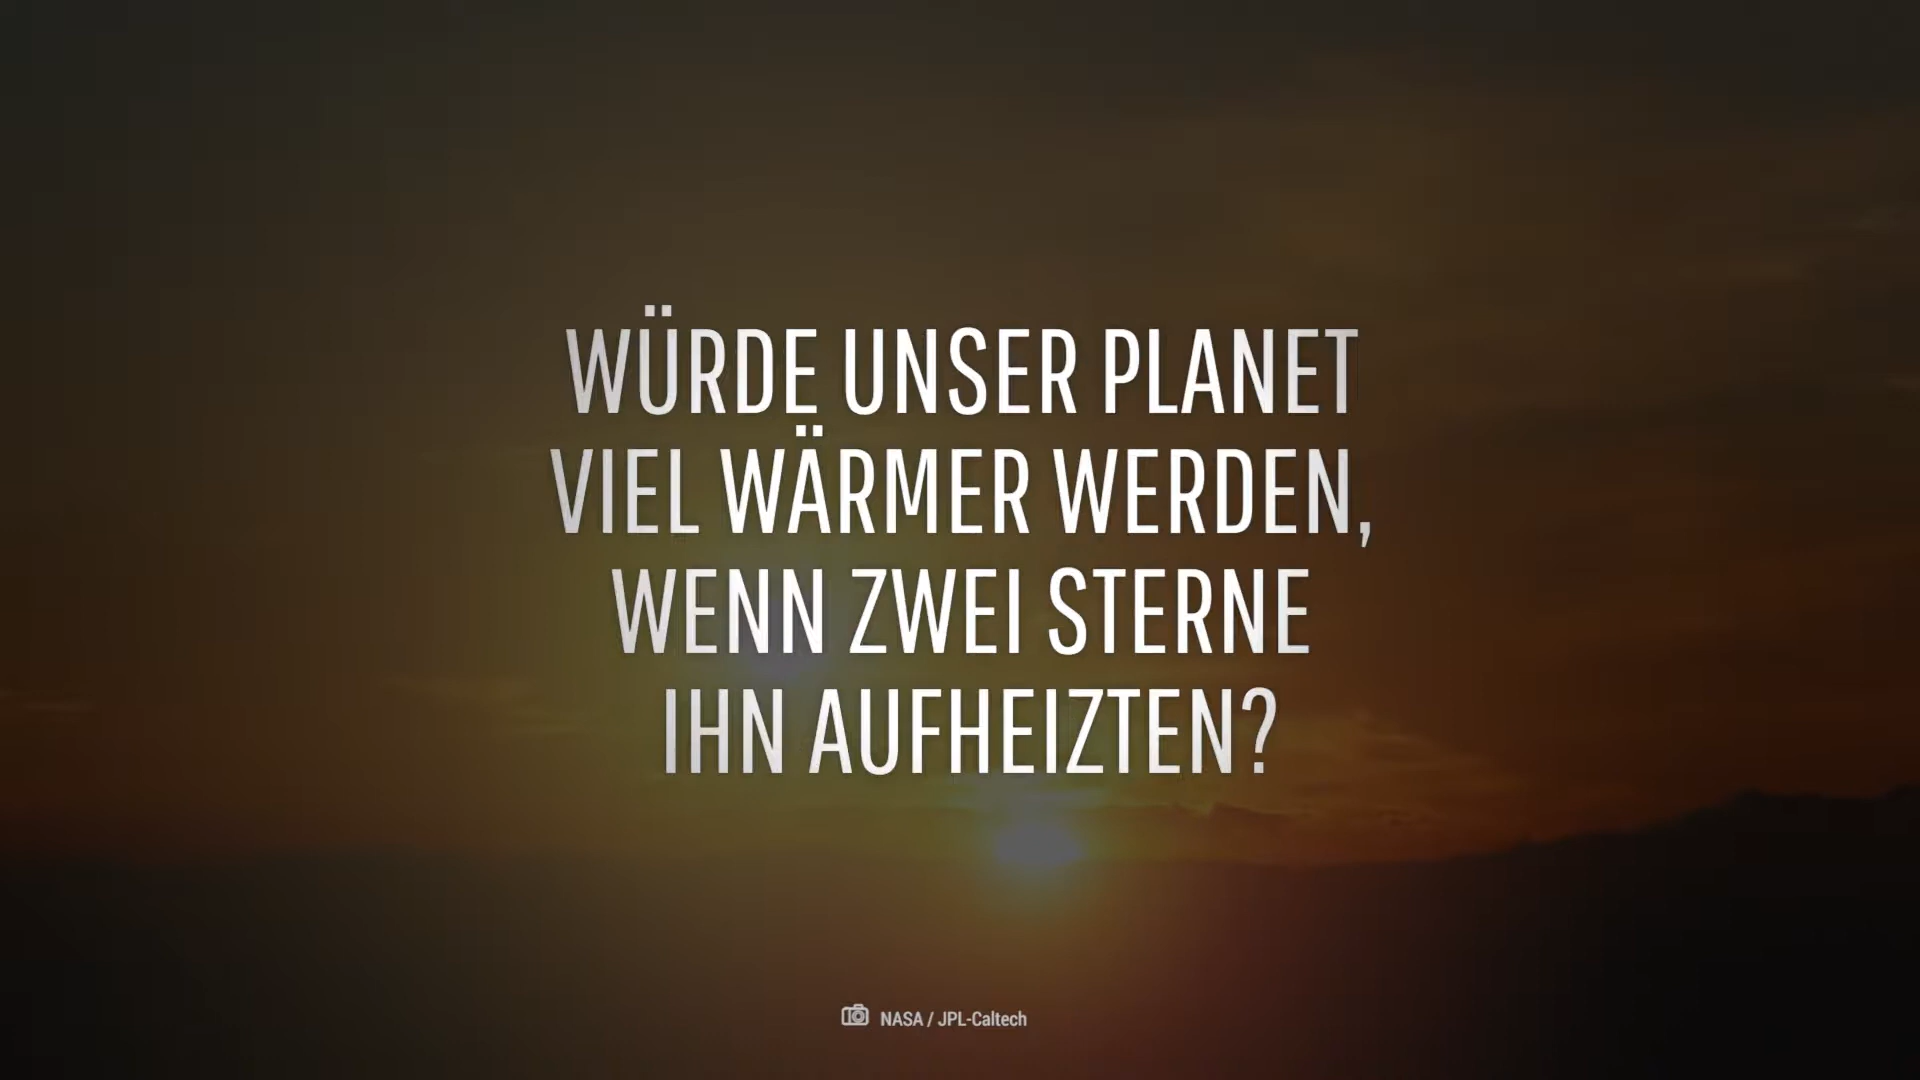 WÜRDE UNSER PLANET
VIEL WÄRMER WERDEN,
WENN ZWEI STERNE
IHN AUFHEIZTEN?
NASA / JPL-Caltech